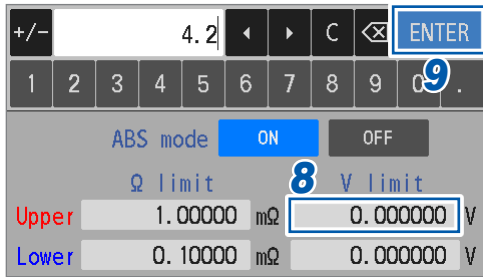 +/- 4.2 ◀ ▶ C ⌫ ENTER
9
1 2 3 4 5 6 7 8 9 0 .
ABS mode ON OFF
Ω limit 8 V limit
Upper 1.00000 mΩ 0.000000 V
Lower 0.10000 mΩ 0.000000 V